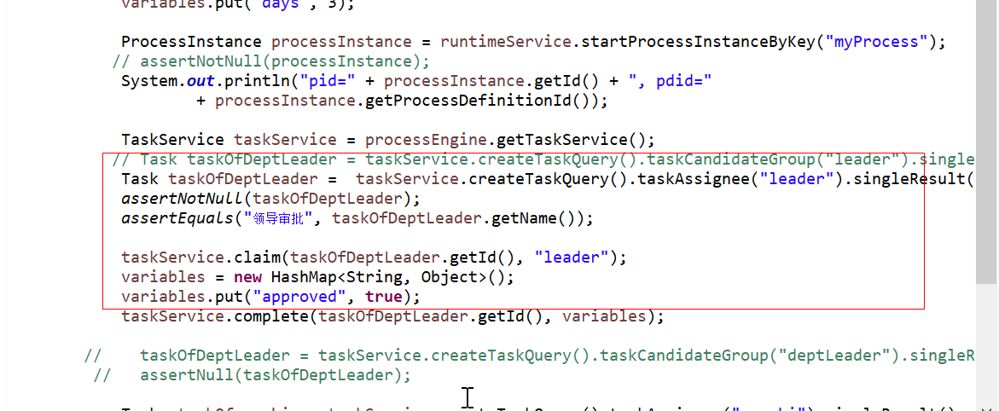 variables.put("days", 3);
ProcessInstance processInstance = runtimeService.startProcessInstanceByKey("myProcess");
// assertNotNull(processInstance);
System.out.println("pid=" + processInstance.getId() + ", pdid="
+ processInstance.getProcessDefinitionId());
TaskService taskService = processEngine.getTaskService();
// Task taskOfDeptLeader = taskService.createTaskQuery().taskCandidateGroup("leader").single
Task taskOfDeptLeader =  taskService.createTaskQuery().taskAssignee("leader").singleResult(
assertNotNull(taskOfDeptLeader);
assertEquals("领导审批", taskOfDeptLeader.getName());
taskService.claim(taskOfDeptLeader.getId(), "leader");
variables = new HashMap<String, Object>();
variables.put("approved", true);
taskService.complete(taskOfDeptLeader.getId(), variables);
//    taskOfDeptLeader = taskService.createTaskQuery().taskCandidateGroup("deptLeader").singleR
//   assertNull(taskOfDeptLeader);